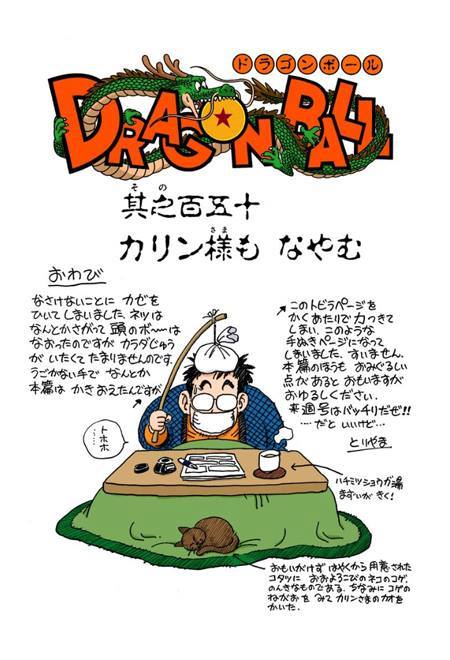 ドラゴンボール
DRAGON BALL
其之百五十
その
カリン様も なやむ
さま
おわび
なさけないことに カゼを
ひいてしまいました。ネツは
なんとかさがって 頭のボ〜は
なおったのですが カラダじゅう
が いたくて たまりませんのです。
うごかない手で なんとか
本篇は かきおえたんですが
このトビラページを
かくあたりで 力つきて
しまい、このような
手ぬきページになって
しまいました。すいません。
本篇のほうも おみぐるしい
点があると おもいますが
おゆるしください。
来週号はバッチリだぜ!!
……だと いいけど…
とりやま
トホホ
……
ハチミツショウガ湯
まずいが きく!
おもいがけず はやくから 用意された
コタツに おおよろこびの ネコのコゲ。
のんきなものである。ちなみに コゲの
ねがおを みて カリンさまのカオを
かいた。